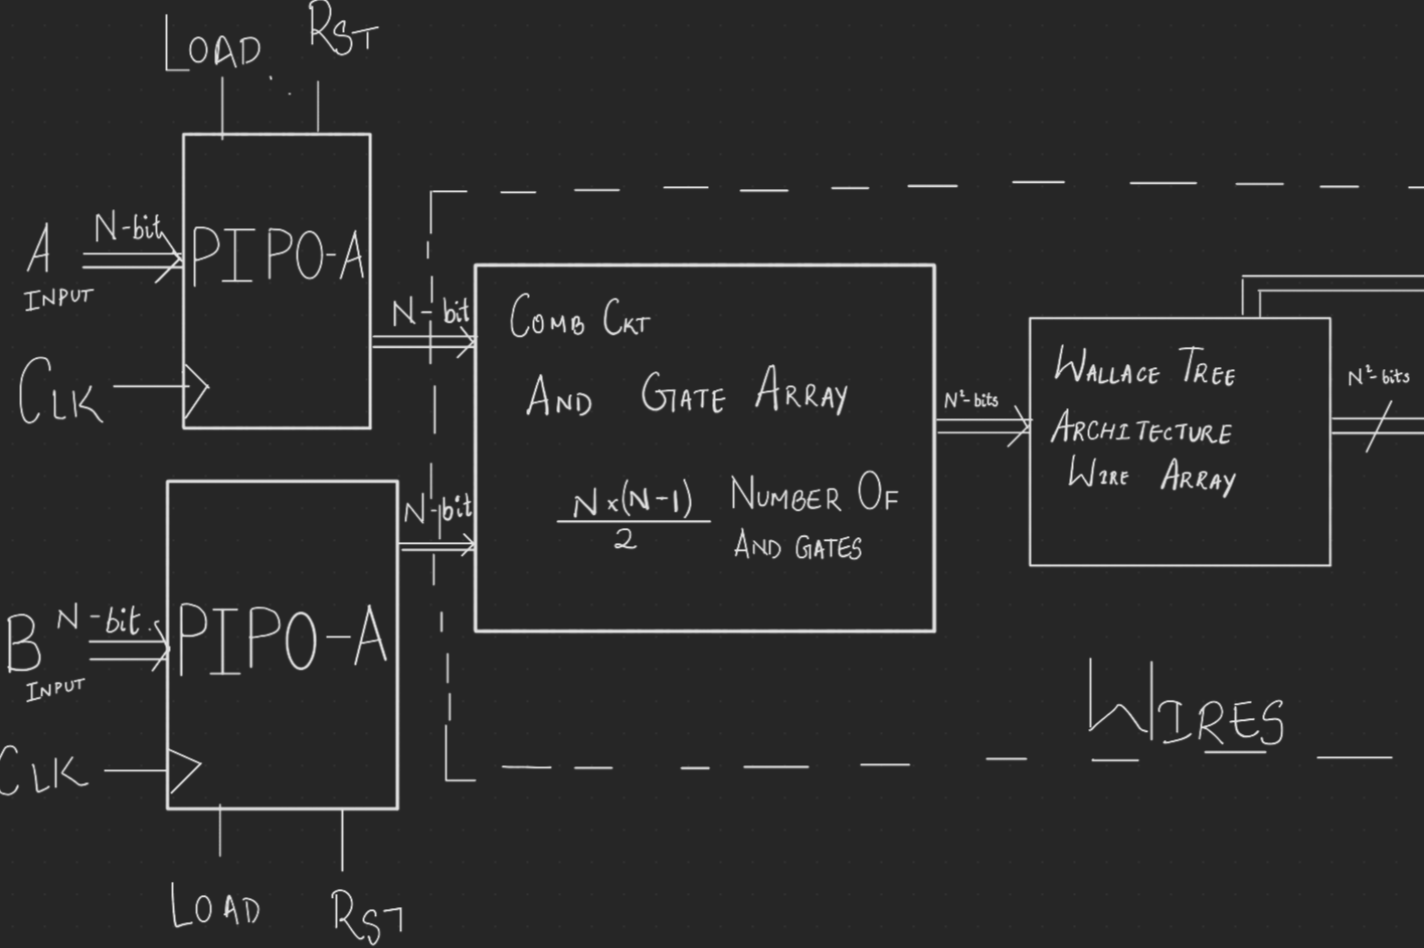 LOAD
RST
A
N-bit
INPUT
PIPO-A
CLK
N-bit
COMB CKT
AND GATE ARRAY
N×(N-1)
2
NUMBER OF
AND GATES
N²-bits
WALLACE TREE
ARCHITECTURE
WIRE ARRAY
N²-bits
N-bit
B
N-bit
INPUT
PIPO-A
CLK
WIRES
LOAD
RST